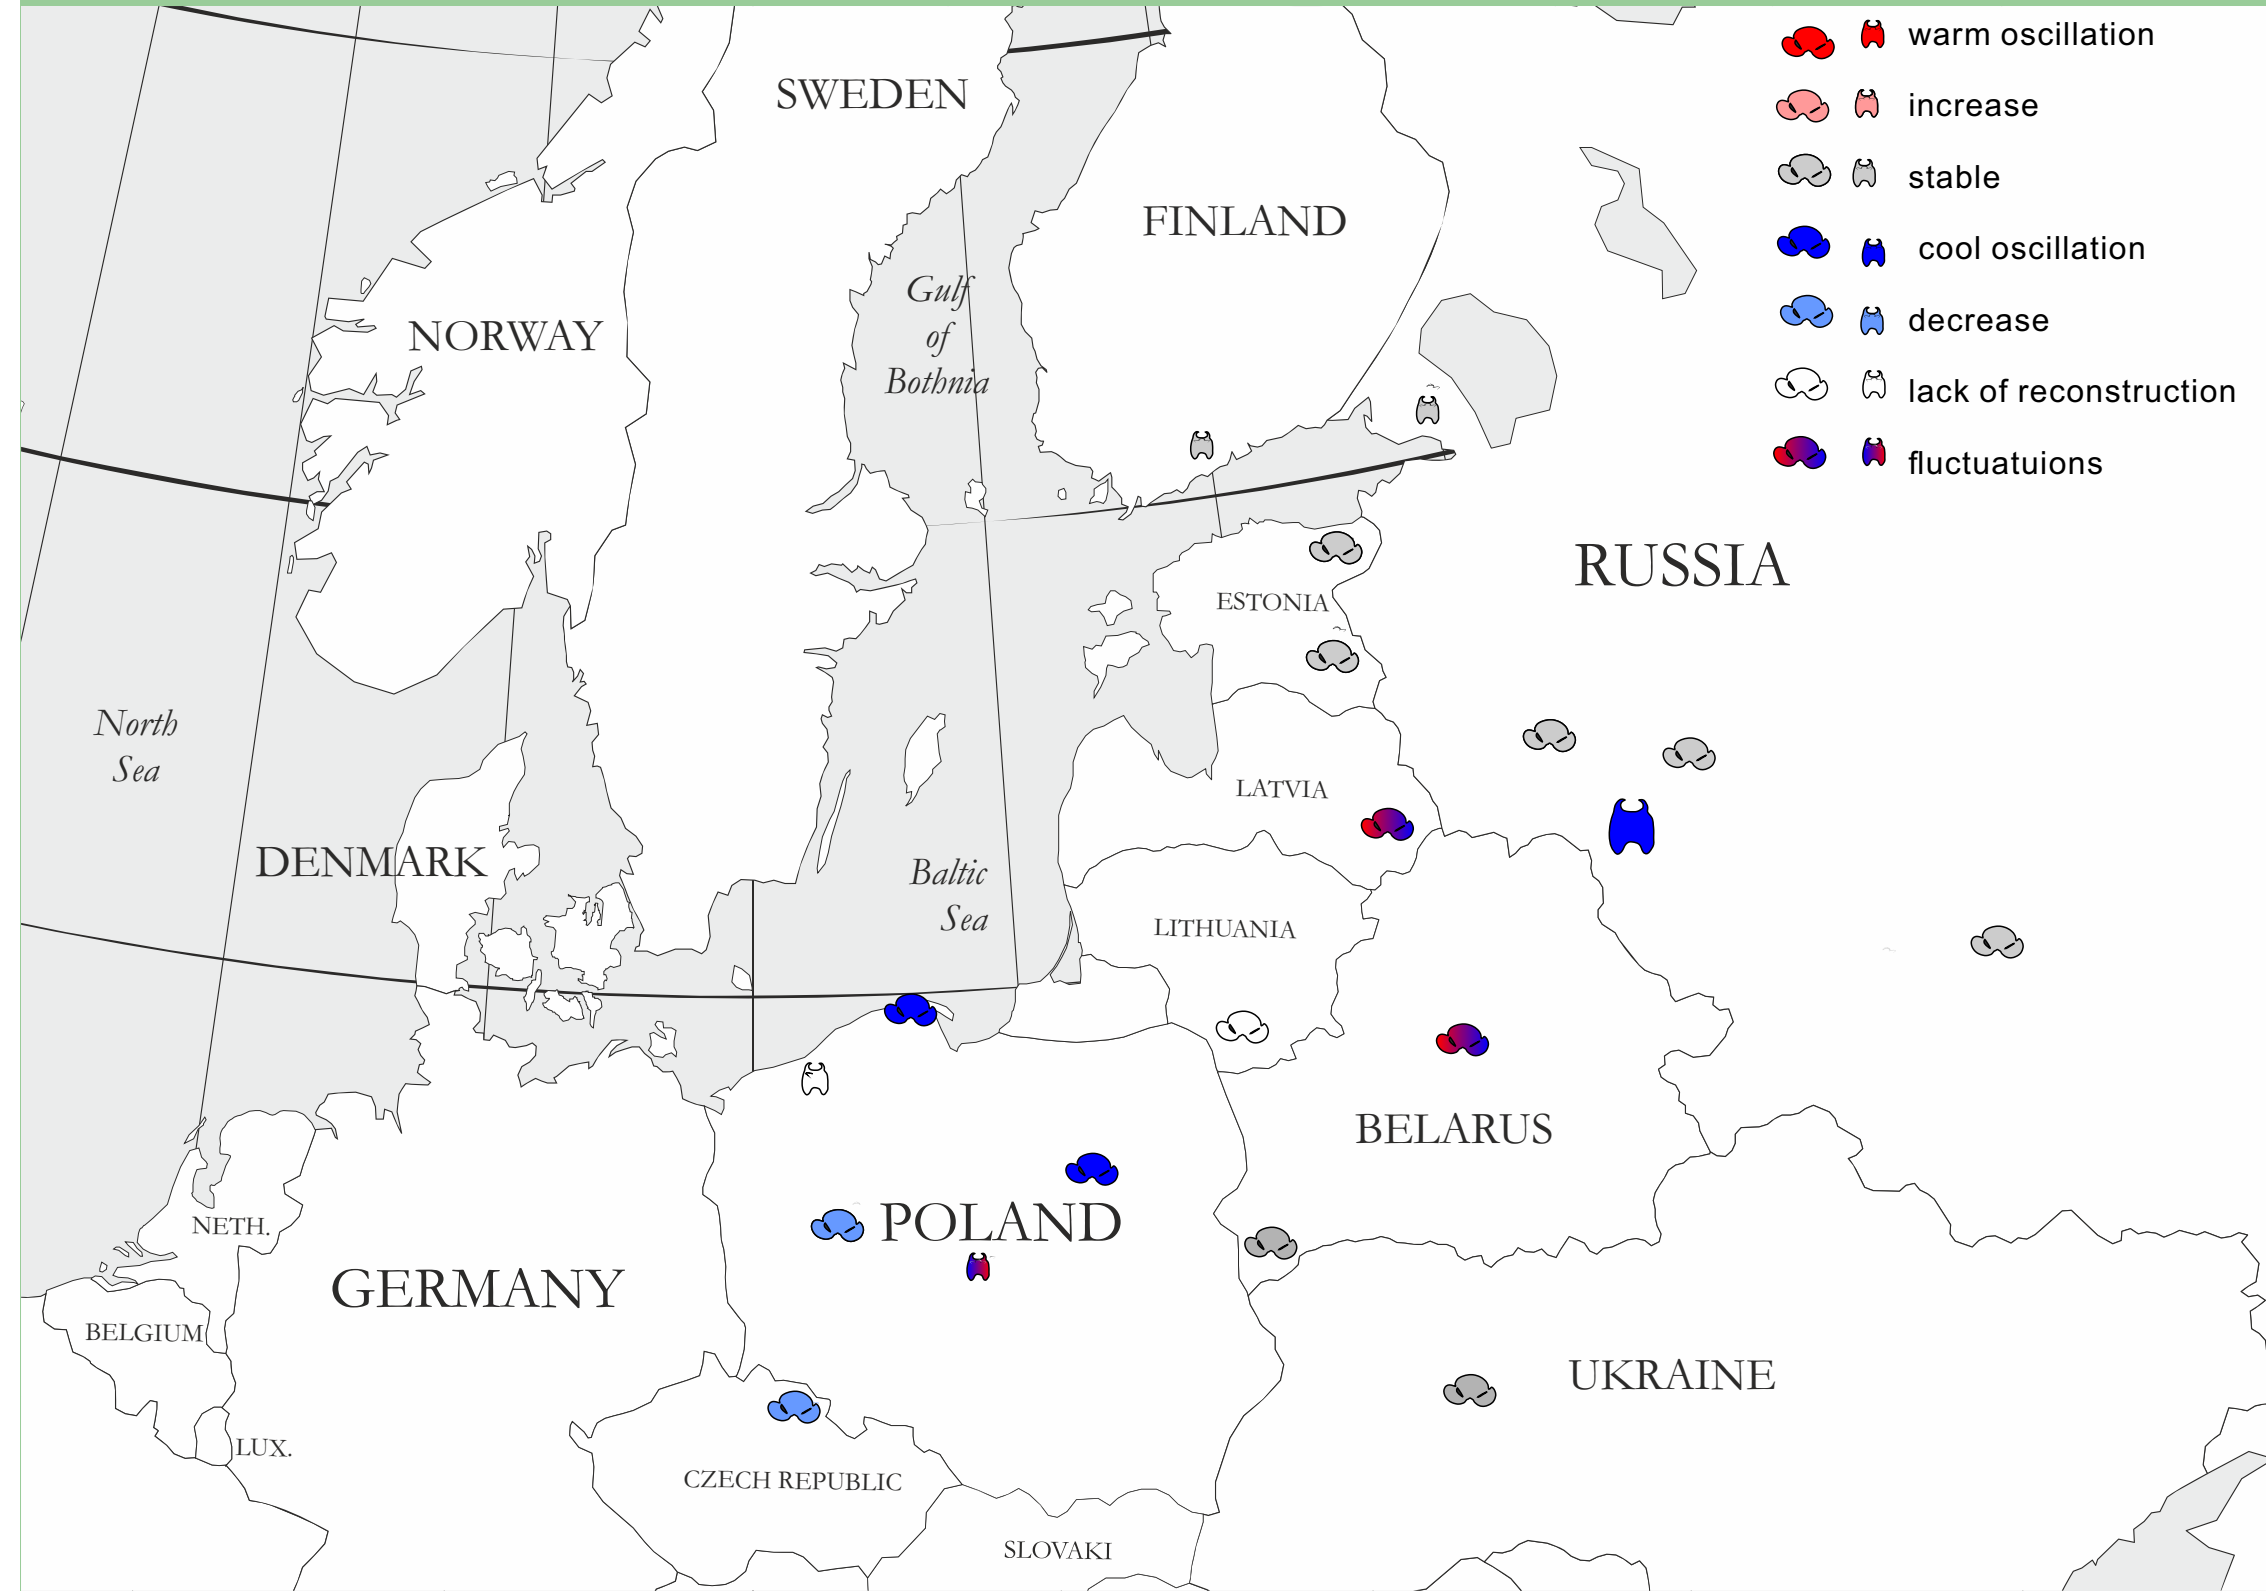 warm oscillation
increase
stable
cool oscillation
decrease
lack of reconstruction
fluctuatuions
SWEDEN
FINLAND
NORWAY
Gulf
of
Bothnia
RUSSIA
ESTONIA
North
Sea
LATVIA
DENMARK
Baltic
Sea
LITHUANIA
BELARUS
NETH.
POLAND
GERMANY
BELGIUM
UKRAINE
LUX.
CZECH REPUBLIC
SLOVAKI